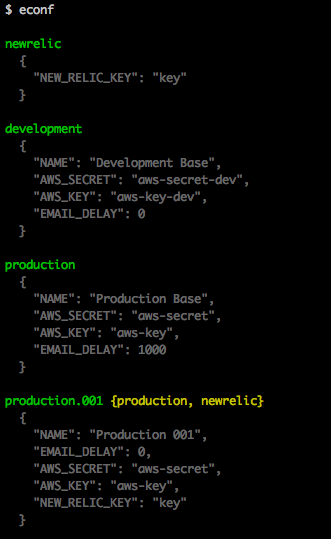 $ econf
newrelic
{
"NEW_RELIC_KEY": "key"
}
development
{
"NAME": "Development Base",
"AWS_SECRET": "aws-secret-dev",
"AWS_KEY": "aws-key-dev",
"EMAIL_DELAY": 0
}
production
{
"NAME": "Production Base",
"AWS_SECRET": "aws-secret",
"AWS_KEY": "aws-key",
"EMAIL_DELAY": 1000
}
production.001 {production, newrelic}
{
"NAME": "Production 001",
"EMAIL_DELAY": 0,
"AWS_SECRET": "aws-secret",
"AWS_KEY": "aws-key",
"NEW_RELIC_KEY": "key"
}